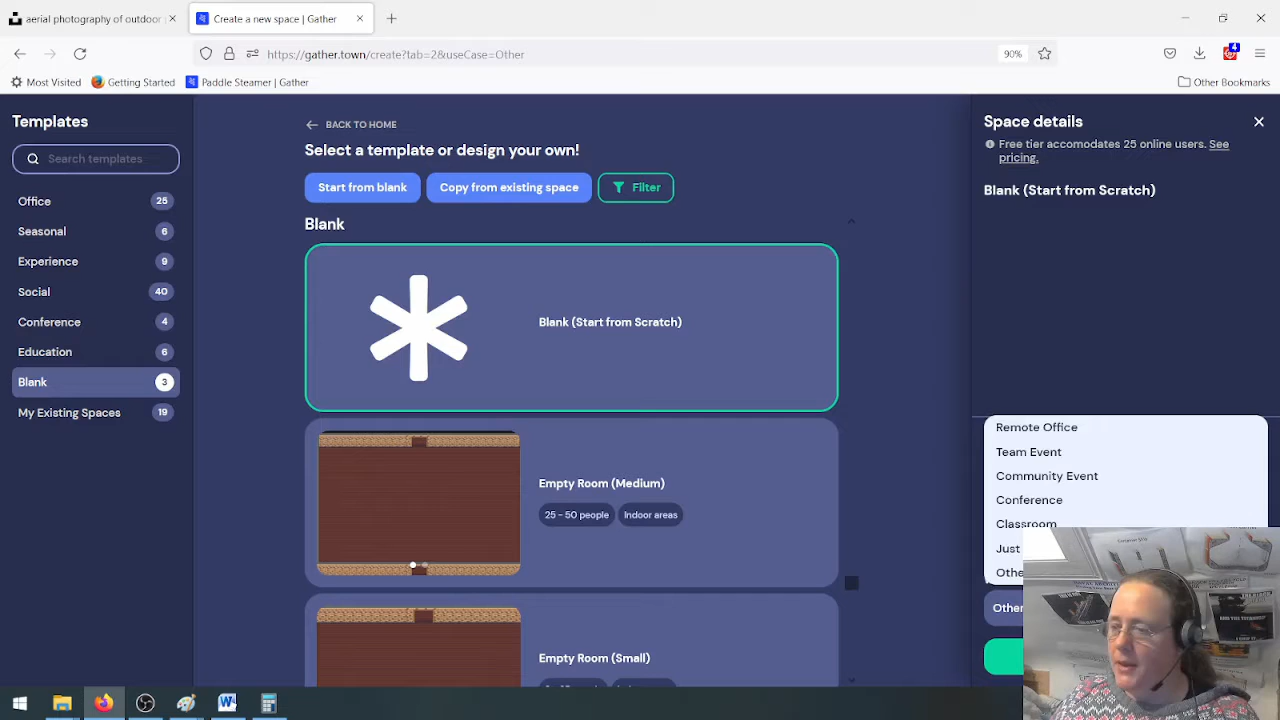 aerial photography of outdoor
Create a new space | Gather
https://gather.town/create?tab=2&useCase=Other
90%
4
Most Visited
Getting Started
Paddle Steamer | Gather
Other Bookmarks
Templates
Search templates
Office 26
Seasonal 6
Experience 9
Social 40
Conference 4
Education 6
Blank 3
My Existing Spaces 19
BACK TO HOME
Select a template or design your own!
Start from blank
Copy from existing space
Filter
Blank
Blank (Start from Scratch)
Empty Room (Medium)
25 - 50 people
Indoor areas
Empty Room (Small)
Space details
Free tier accomodates 25 online users. See
pricing.
Blank (Start from Scratch)
Remote Office
Team Event
Community Event
Conference
Classroom
Just
Othe
Other